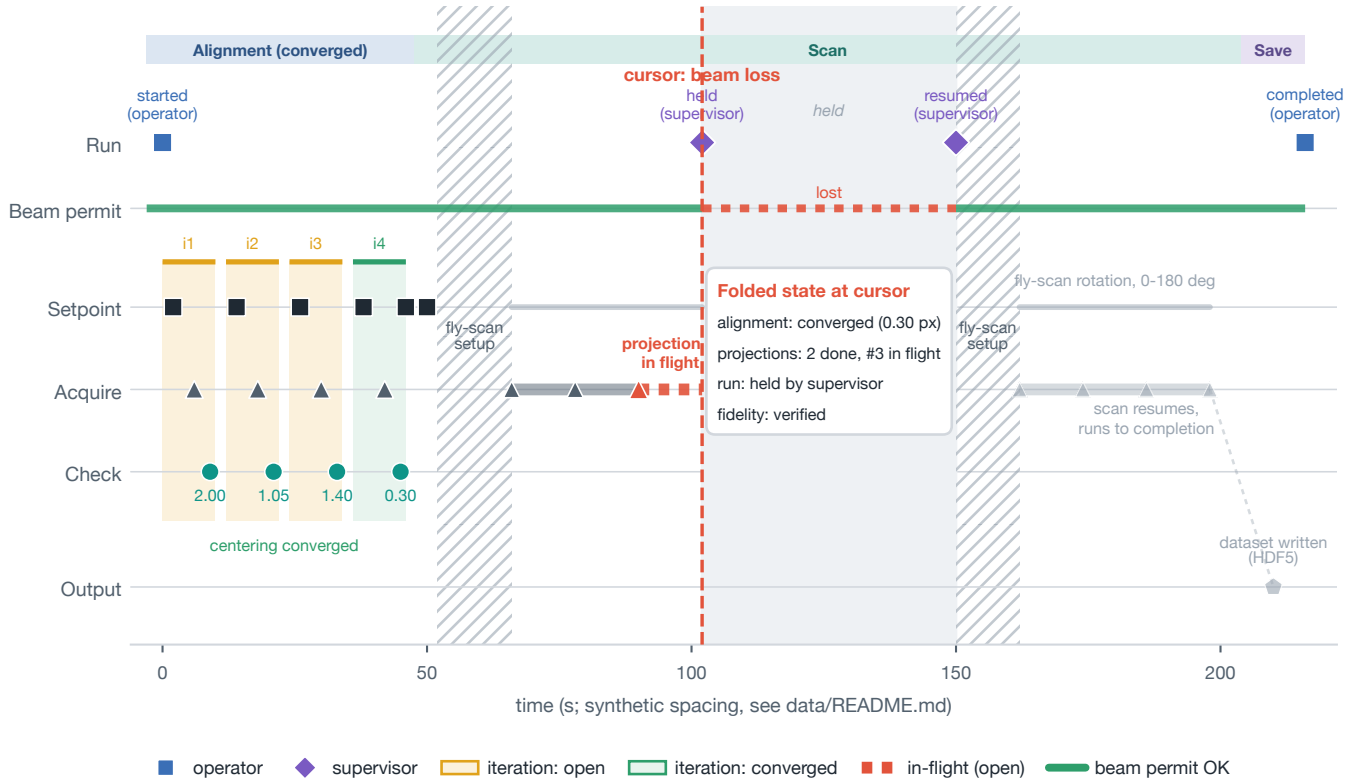 Alignment (converged)
Scan
Save
cursor: beam loss
started
(operator)
held
(supervisor)
held
resumed
(supervisor)
completed
(operator)
Run
Beam permit
lost
i1
i2
i3
i4
Setpoint
fly-scan rotation, 0-180 deg
fly-scan
setup
projection
in flight
Folded state at cursor
alignment: converged (0.30 px)
projections: 2 done, #3 in flight
run: held by supervisor
fidelity: verified
fly-scan
setup
Acquire
scan resumes,
runs to completion
Check
2.00
1.05
1.40
0.30
centering converged
dataset written
(HDF5)
Output
0
50
100
150
200
time (s; synthetic spacing, see data/README.md)
operator
supervisor
iteration: open
iteration: converged
in-flight (open)
beam permit OK